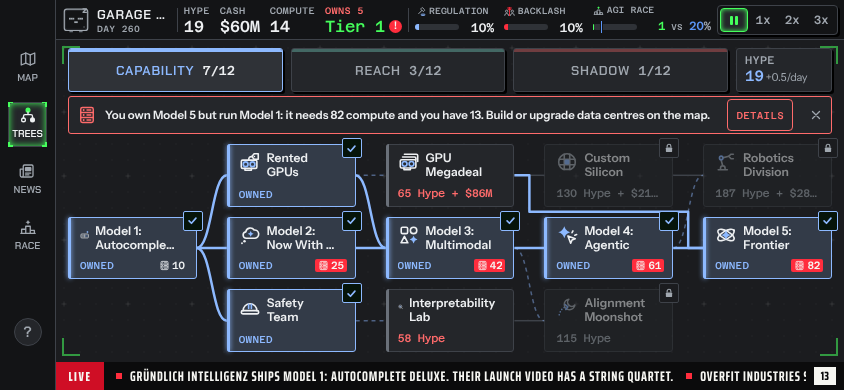 GARAGE ...
DAY 260
HYPE
19
CASH
$60M
COMPUTE
14
OWNS 5
Tier 1
REGULATION
10%
BACKLASH
10%
AGI RACE
1 vs 20%
1x 2x 3x
MAP
TREES
NEWS
RACE
?
CAPABILITY 7/12
REACH 3/12
SHADOW 1/12
HYPE
19 +0.5/day
You own Model 5 but run Model 1: it needs 82 compute and you have 13. Build or upgrade data centres on the map.
DETAILS
Rented
GPUs
OWNED
GPU
Megadeal
65 Hype + $86M
Custom
Silicon
130 Hype + $21...
Robotics
Division
187 Hype + $28...
Model 1:
Autocomple...
OWNED
10
Model 2:
Now With ...
OWNED
25
Model 3:
Multimodal
OWNED
42
Model 4:
Agentic
OWNED
61
Model 5:
Frontier
OWNED
82
Safety
Team
OWNED
Interpretability
Lab
58 Hype
Alignment
Moonshot
115 Hype
LIVE
GRÜNDLICH INTELLIGENZ SHIPS MODEL 1: AUTOCOMPLETE DELUXE. THEIR LAUNCH VIDEO HAS A STRING QUARTET. OVERFIT INDUSTRIES
13